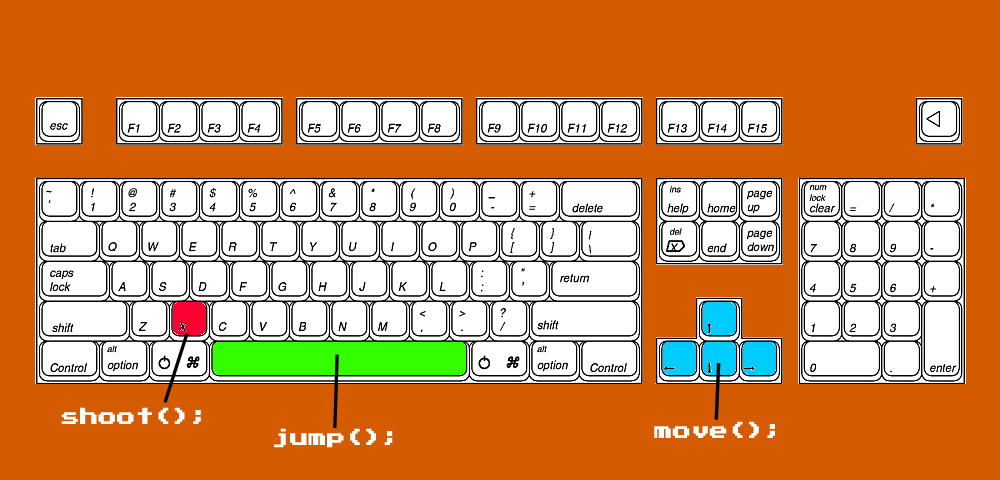 esc F1 F2 F3 F4 F5 F6 F7 F8 F9 F10 F11 F12 F13 F14 F15
~ ! @ # $ % ^ & * ( ) _ + ins page num lock
` 1 2 3 4 5 6 7 8 9 0 - = delete help home up clear = / *
tab Q W E R T Y U I O P { [ } ] | \ del end page down 7 8 9 -
caps lock A S D F G H J K L : ; " ' return 4 5 6 +
shift Z X C V B N M < , > . ? / shift ↑ 1 2 3
Control alt option ⌘ ⌘ alt option Control ← ↓ → 0 . enter
shoot();
jump();
move();